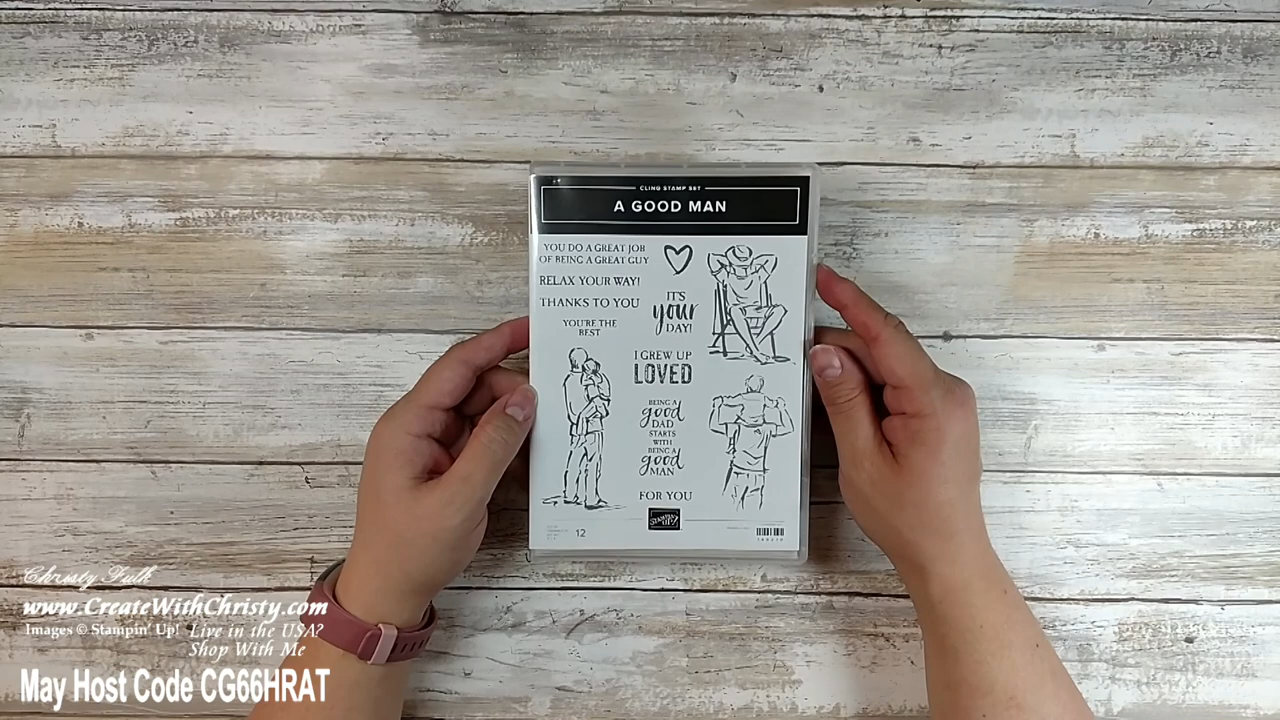 CLING STAMP SET
A GOOD MAN
YOU DO A GREAT JOB
OF BEING A GREAT GUY
RELAX YOUR WAY!
THANKS TO YOU
YOU'RE THE
BEST
IT'S
your
DAY!
I GREW UP
LOVED
BEING A
good
DAD
STARTS
WITH
BEING A
good
MAN
FOR YOU
STAMPIN' UP!
12
Christy Fulk
www.CreateWithChristy.com
Images © Stampin' Up! Live in the USA?
Shop With Me
May Host Code CG66HRAT